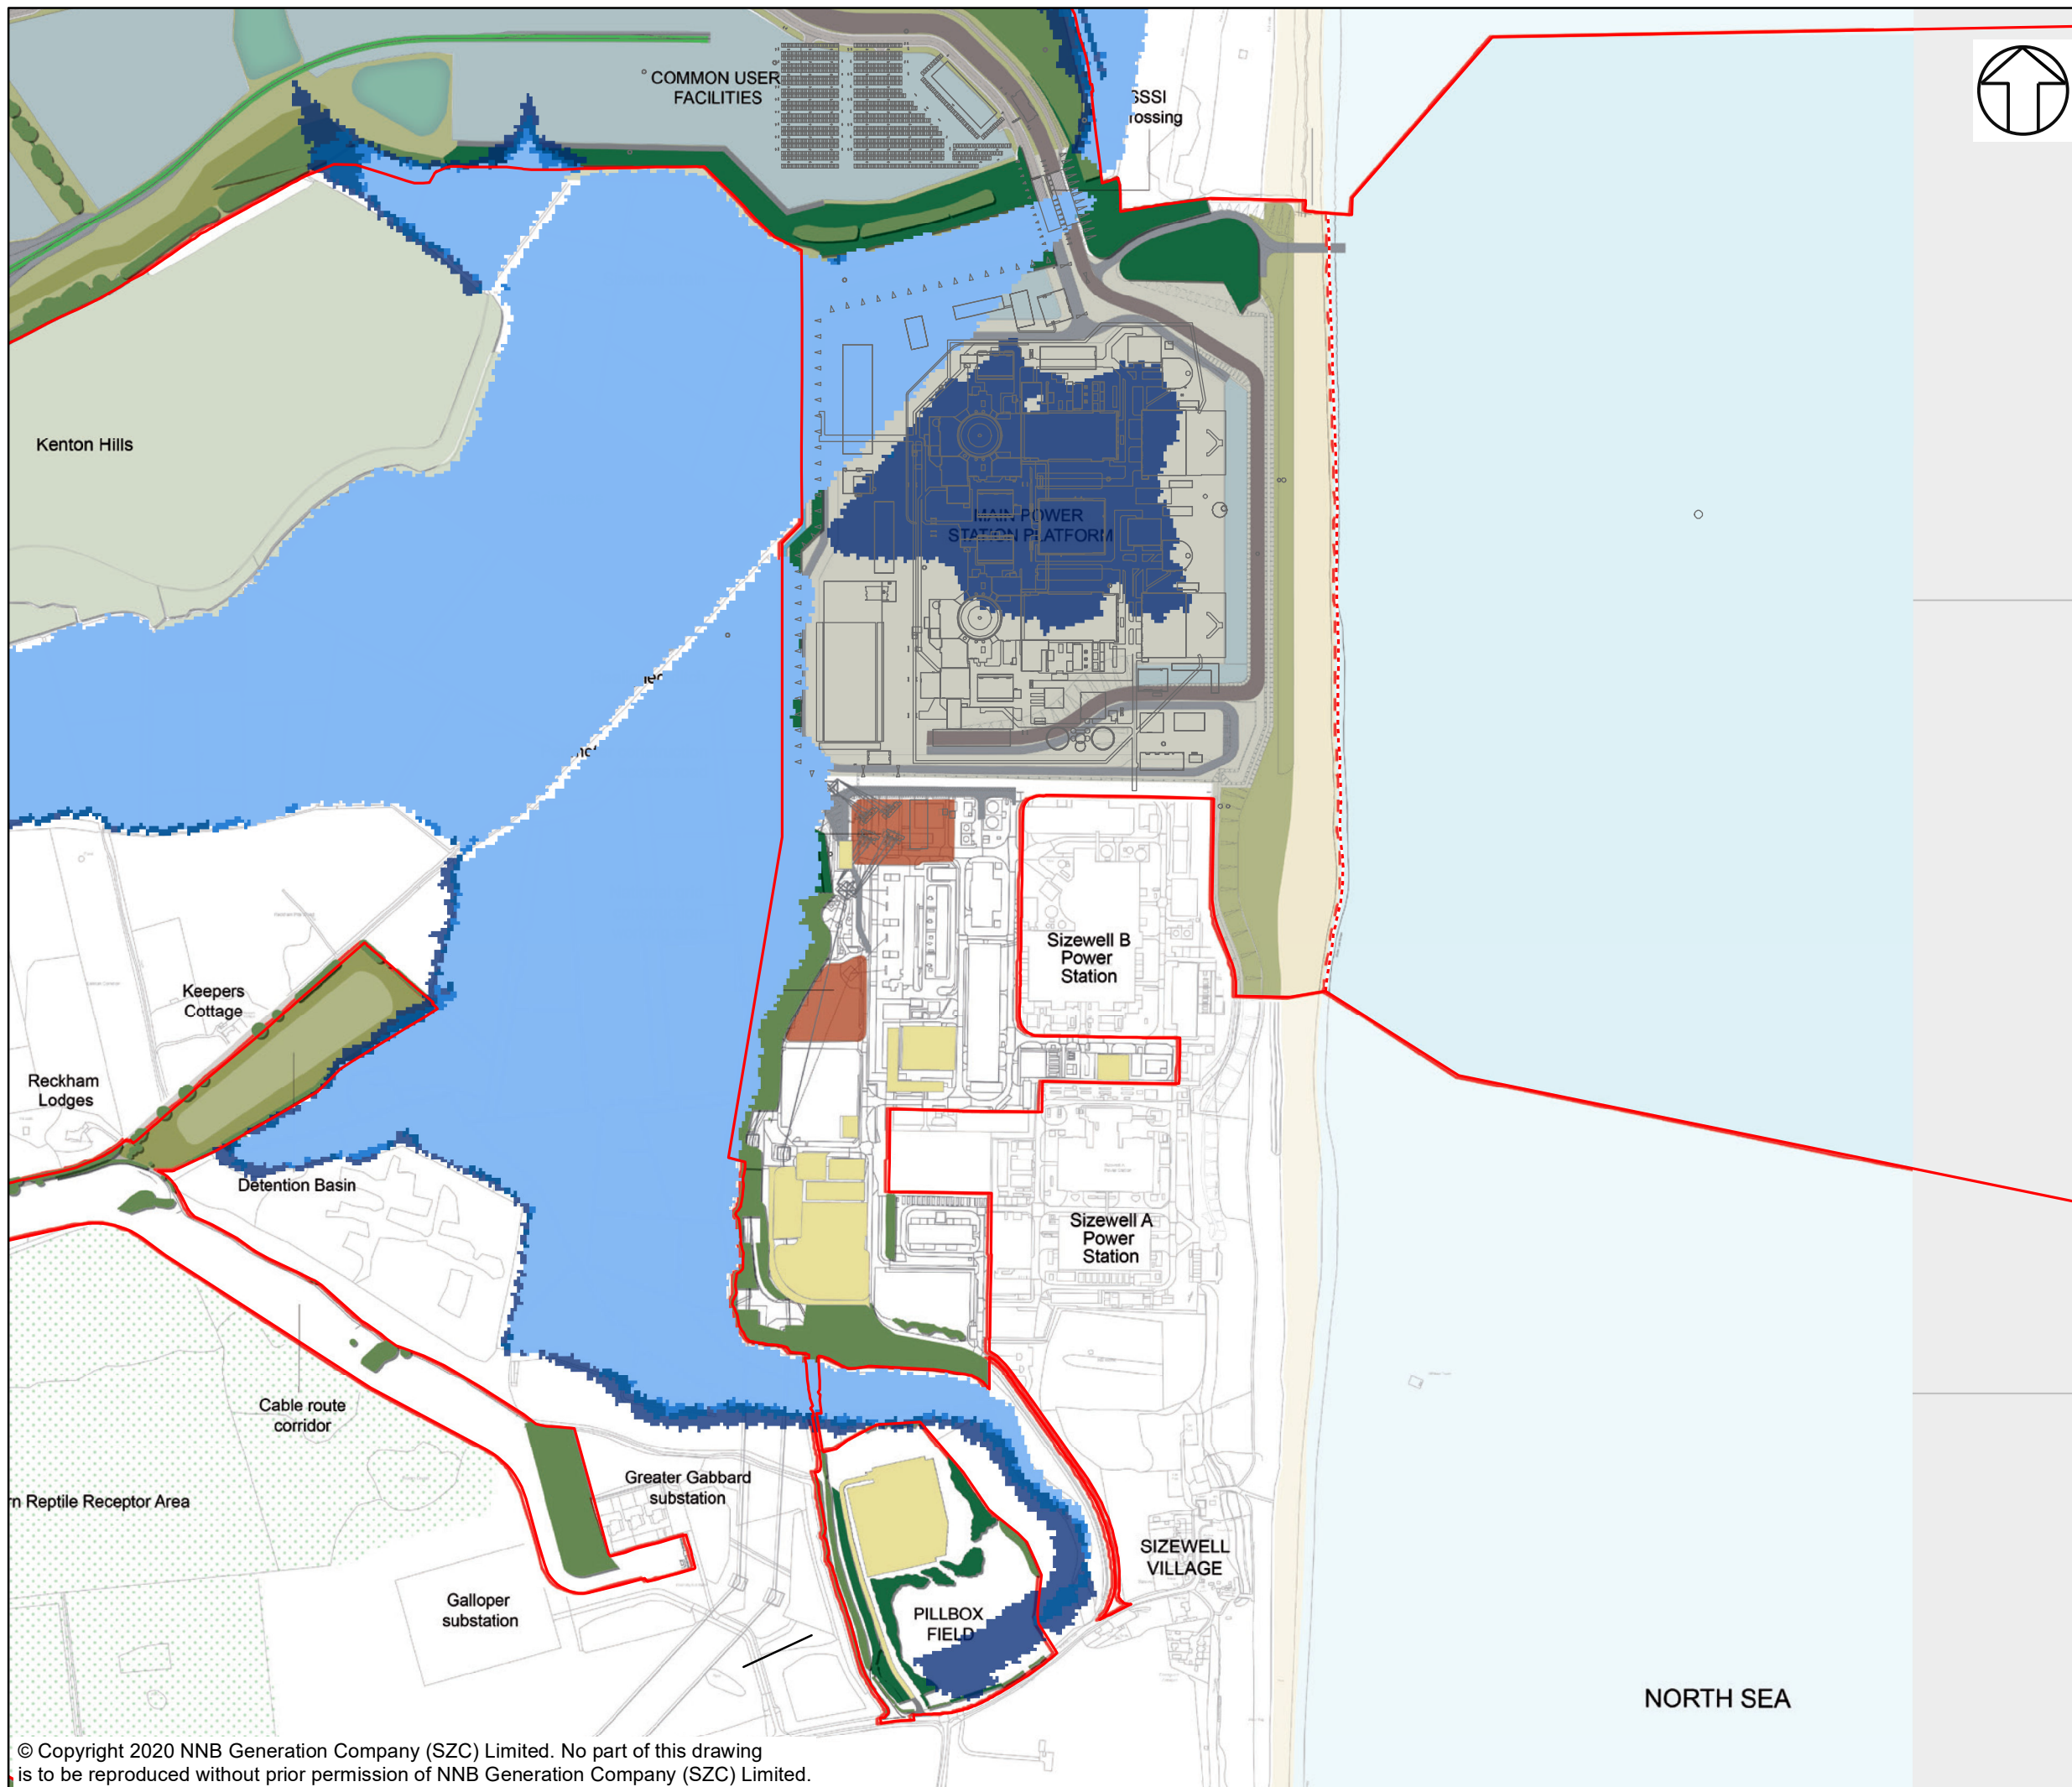 COMMON USER
FACILITIES
SSSI
rossing
Kenton Hills
MAIN POWER
STATION PLATFORM
Sizewell B
Power
Station
Keepers
Cottage
Reckham
Lodges
Detention Basin
Sizewell A
Power
Station
Cable route
corridor
Greater Gabbard
substation
rn Reptile Receptor Area
SIZEWELL
VILLAGE
Galloper
substation
PILLBOX
FIELD
NORTH SEA
© Copyright 2020 NNB Generation Company (SZC) Limited. No part of this drawing
is to be reproduced without prior permission of NNB Generation Company (SZC) Limited.